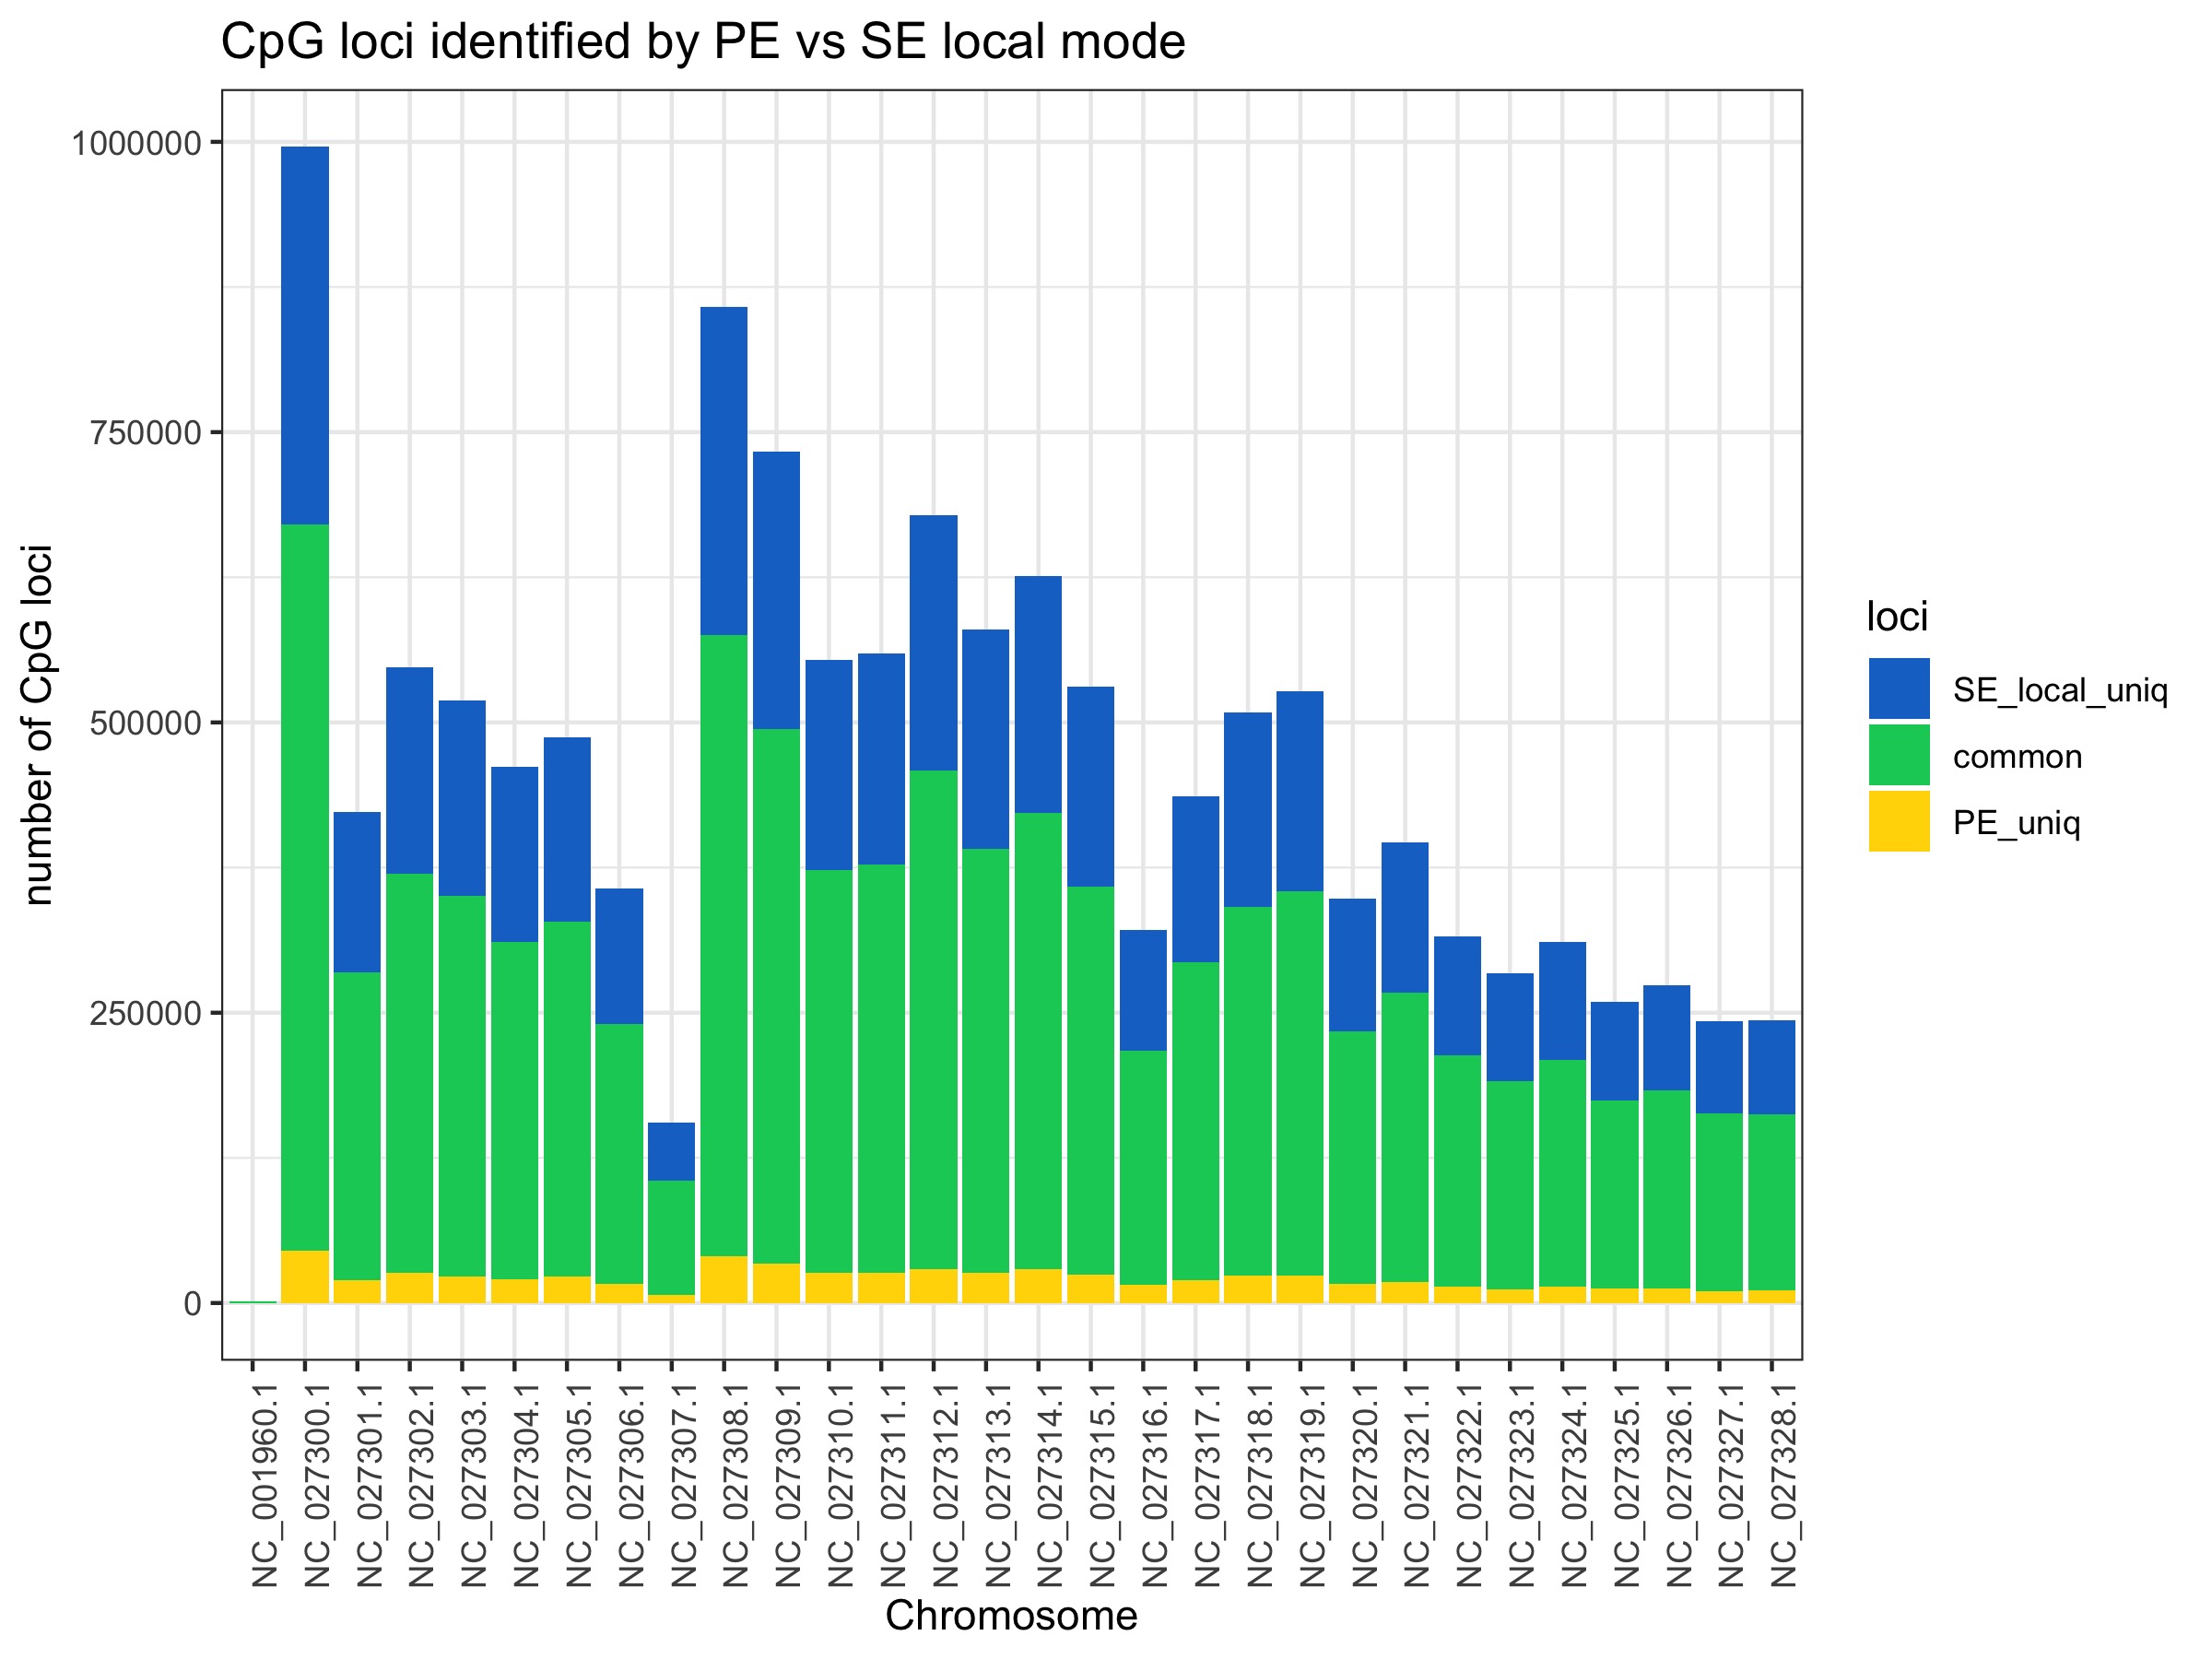 CpG loci identified by PE vs SE local mode
number of CpG loci
1000000
750000
500000
250000
0
NC_001960.1
NC_027300.1
NC_027301.1
NC_027302.1
NC_027303.1
NC_027304.1
NC_027305.1
NC_027306.1
NC_027307.1
NC_027308.1
NC_027309.1
NC_027310.1
NC_027311.1
NC_027312.1
NC_027313.1
NC_027314.1
NC_027315.1
NC_027316.1
NC_027317.1
NC_027318.1
NC_027319.1
NC_027320.1
NC_027321.1
NC_027322.1
NC_027323.1
NC_027324.1
NC_027325.1
NC_027326.1
NC_027327.1
NC_027328.1
Chromosome
loci
SE_local_uniq
common
PE_uniq